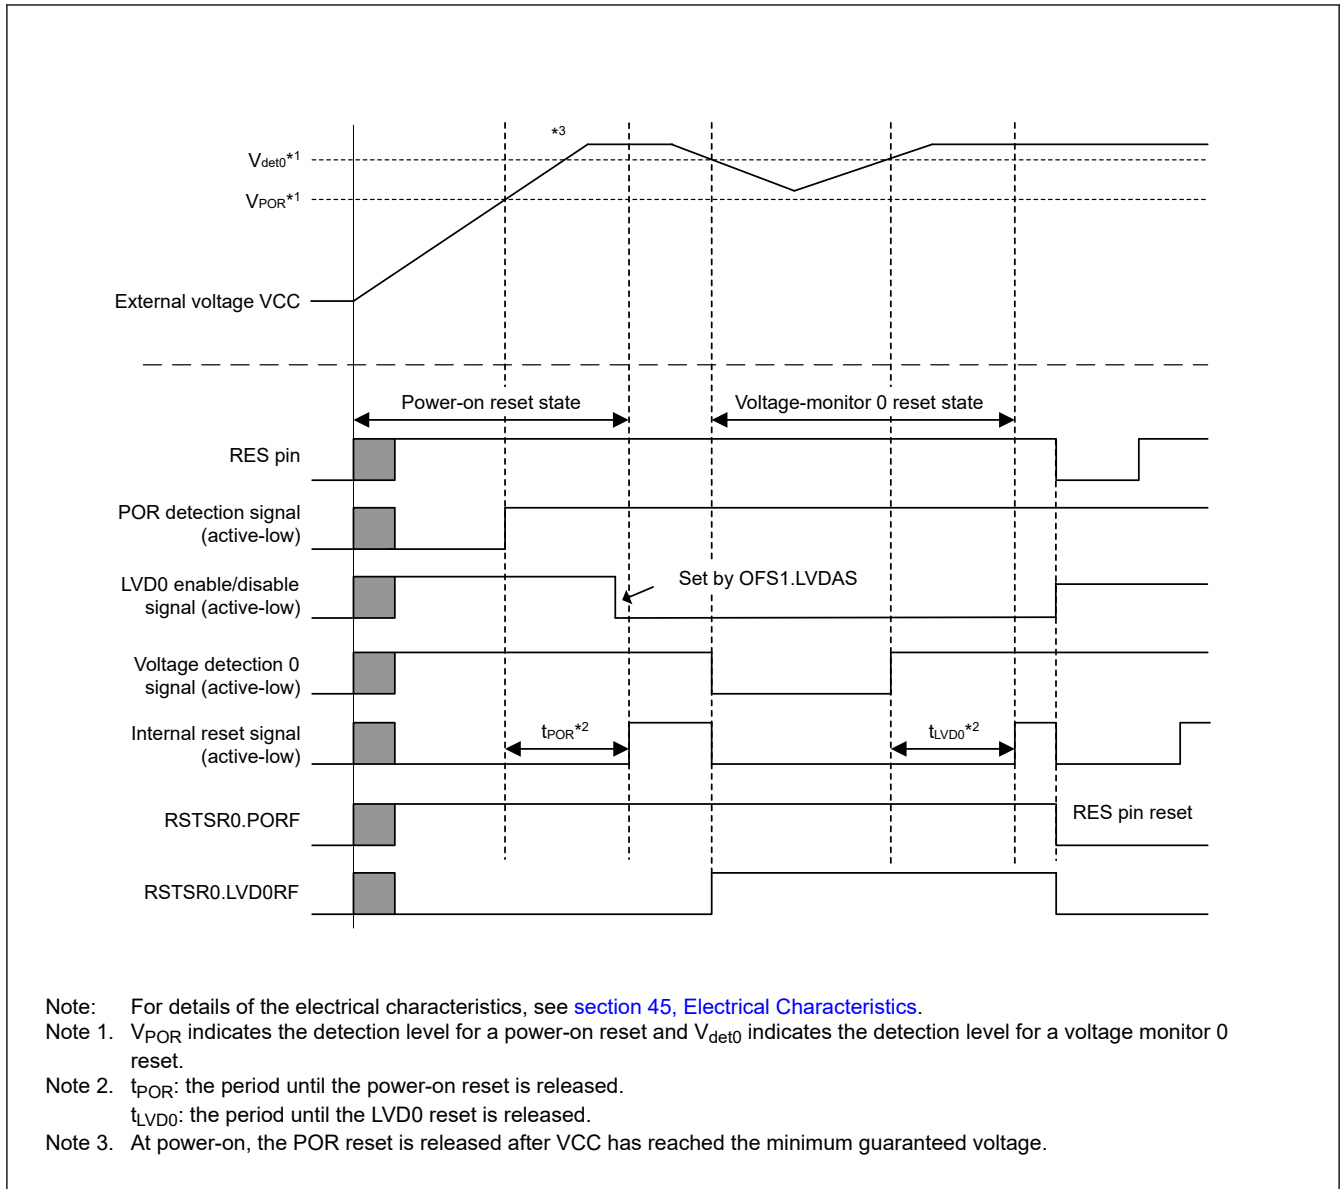 *3
Vdet0*1
VPOR*1
External voltage VCC
Power-on reset state
Voltage-monitor 0 reset state
RES pin
POR detection signal
(active-low)
LVD0 enable/disable
signal (active-low)
Set by OFS1.LVDAS
Voltage detection 0
signal (active-low)
Internal reset signal
(active-low)
tPOR*2
tLVD0*2
RSTSR0.PORF
RES pin reset
RSTSR0.LVD0RF
Note: For details of the electrical characteristics, see section 45, Electrical Characteristics.
Note 1. VPOR indicates the detection level for a power-on reset and Vdet0 indicates the detection level for a voltage monitor 0
reset.
Note 2. tPOR: the period until the power-on reset is released.
tLVD0: the period until the LVD0 reset is released.
Note 3. At power-on, the POR reset is released after VCC has reached the minimum guaranteed voltage.